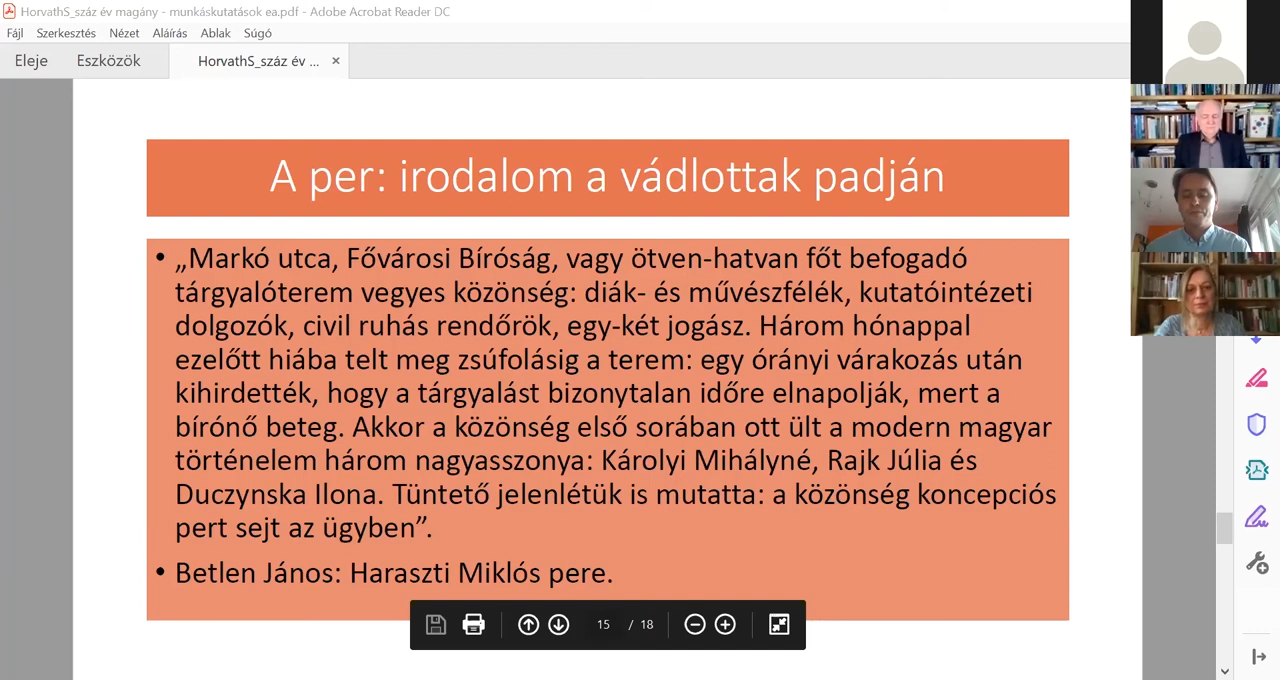 HorvathS_száz év magány - munkáskutatások ea.pdf - Adobe Acrobat Reader DC
Fájl Szerkesztés Nézet Aláírás Ablak Súgó
Eleje Eszközök HorvathS_száz év ... ×
A per: irodalom a vádlottak padján
• „Markó utca, Fővárosi Bíróság, vagy ötven-hatvan főt befogadó
tárgyalóterem vegyes közönség: diák- és művészfélék, kutatóintézeti
dolgozók, civil ruhás rendőrök, egy-két jogász. Három hónappal
ezelőtt hiába telt meg zsúfolásig a terem: egy órányi várakozás után
kihirdették, hogy a tárgyalást bizonytalan időre elnapolják, mert a
bírónő beteg. Akkor a közönség első sorában ott ült a modern magyar
történelem három nagyasszonya: Károlyi Mihályné, Rajk Júlia és
Duczynska Ilona. Tüntető jelenlétük is mutatta: a közönség koncepciós
pert sejt az ügyben”.
• Betlen János: Haraszti Miklós pere.
15 / 18